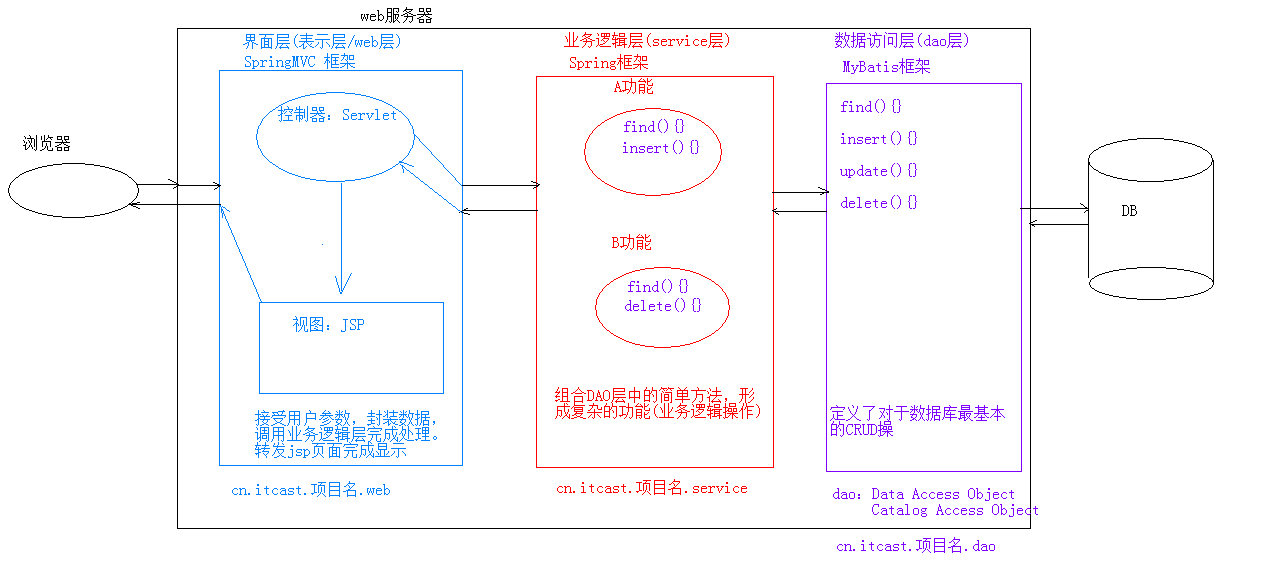 web服务器
浏览器
界面层(表示层/web层)
SpringMVC 框架
控制器：Servlet
视图：JSP
接受用户参数，封装数据，
调用业务逻辑层完成处理。
转发jsp页面完成显示
cn.itcast.项目名.web
业务逻辑层(service层)
Spring框架
A功能
find(){}
insert(){}
B功能
find(){}
delete(){}
组合DAO层中的简单方法，形
成复杂的功能(业务逻辑操作)
cn.itcast.项目名.service
数据访问层(dao层)
MyBatis框架
find(){}
insert(){}
update(){}
delete(){}
定义了对于数据库最基本
的CRUD操
dao：Data Access Object
Catalog Access Object
cn.itcast.项目名.dao
DB